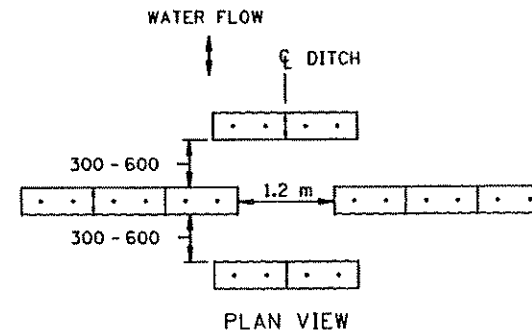 WATER FLOW
℄ DITCH
300 - 600
1.2 m
300 - 600
PLAN VIEW